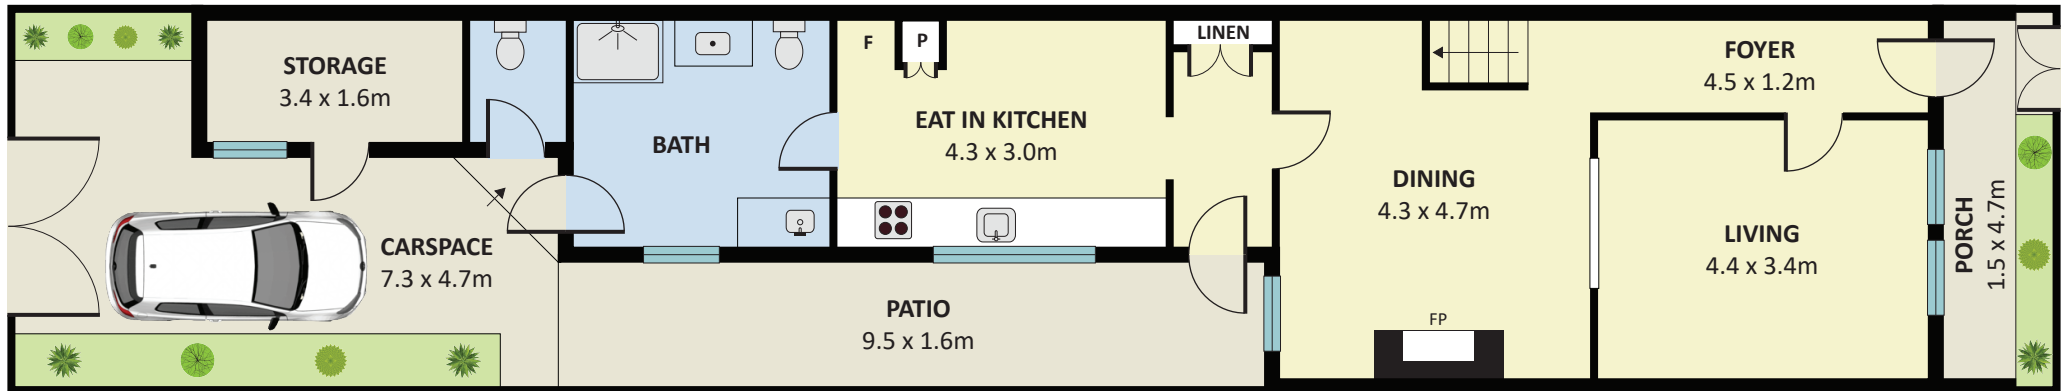 STORAGE
3.4 x 1.6m
CARSPACE
7.3 x 4.7m
BATH
F
P
EAT IN KITCHEN
4.3 x 3.0m
LINEN
PATIO
9.5 x 1.6m
DINING
4.3 x 4.7m
FP
FOYER
4.5 x 1.2m
LIVING
4.4 x 3.4m
PORCH
1.5 x 4.7m